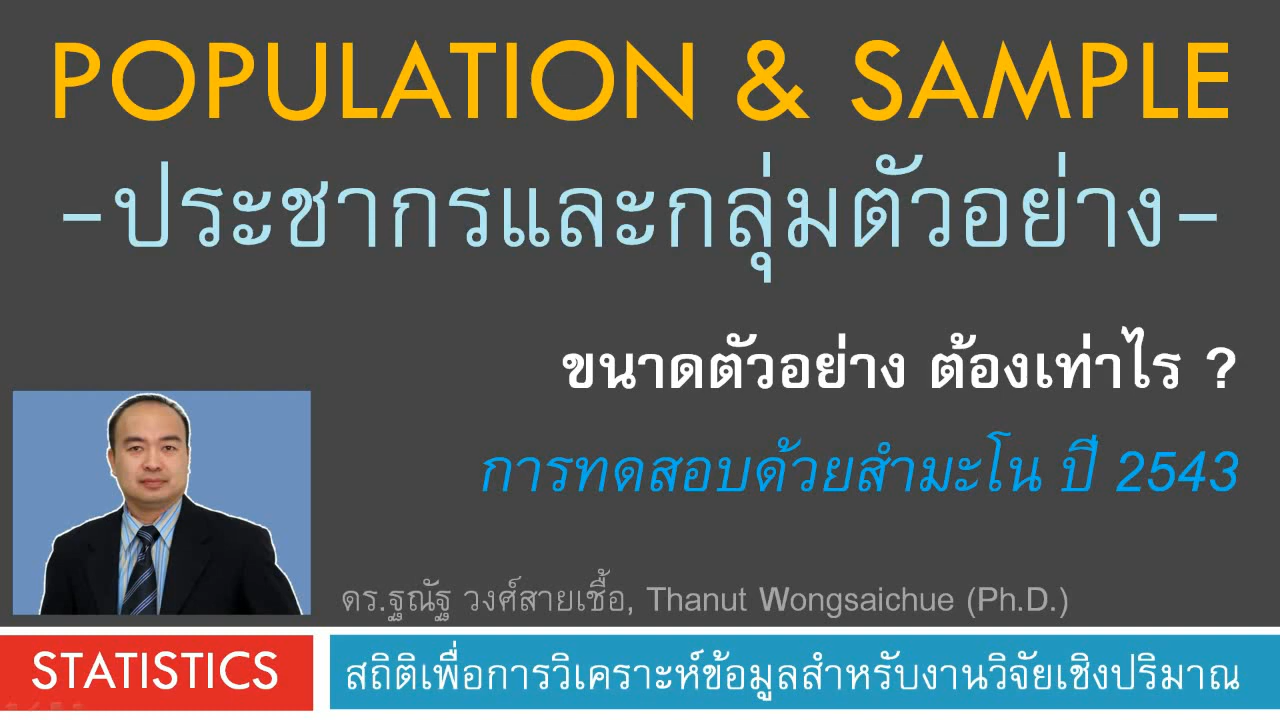 POPULATION & SAMPLE
-ประชากรและกลุ่มตัวอย่าง-
ขนาดตัวอย่าง ต้องเท่าไร ?
การทดสอบด้วยสำมะโน ปี 2543
ดร.ฐณัฐ วงศ์สายเชื้อ, Thanut Wongsaichue (Ph.D.)
STATISTICS
สถิติเพื่อการวิเคราะห์ข้อมูลสำหรับงานวิจัยเชิงปริมาณ